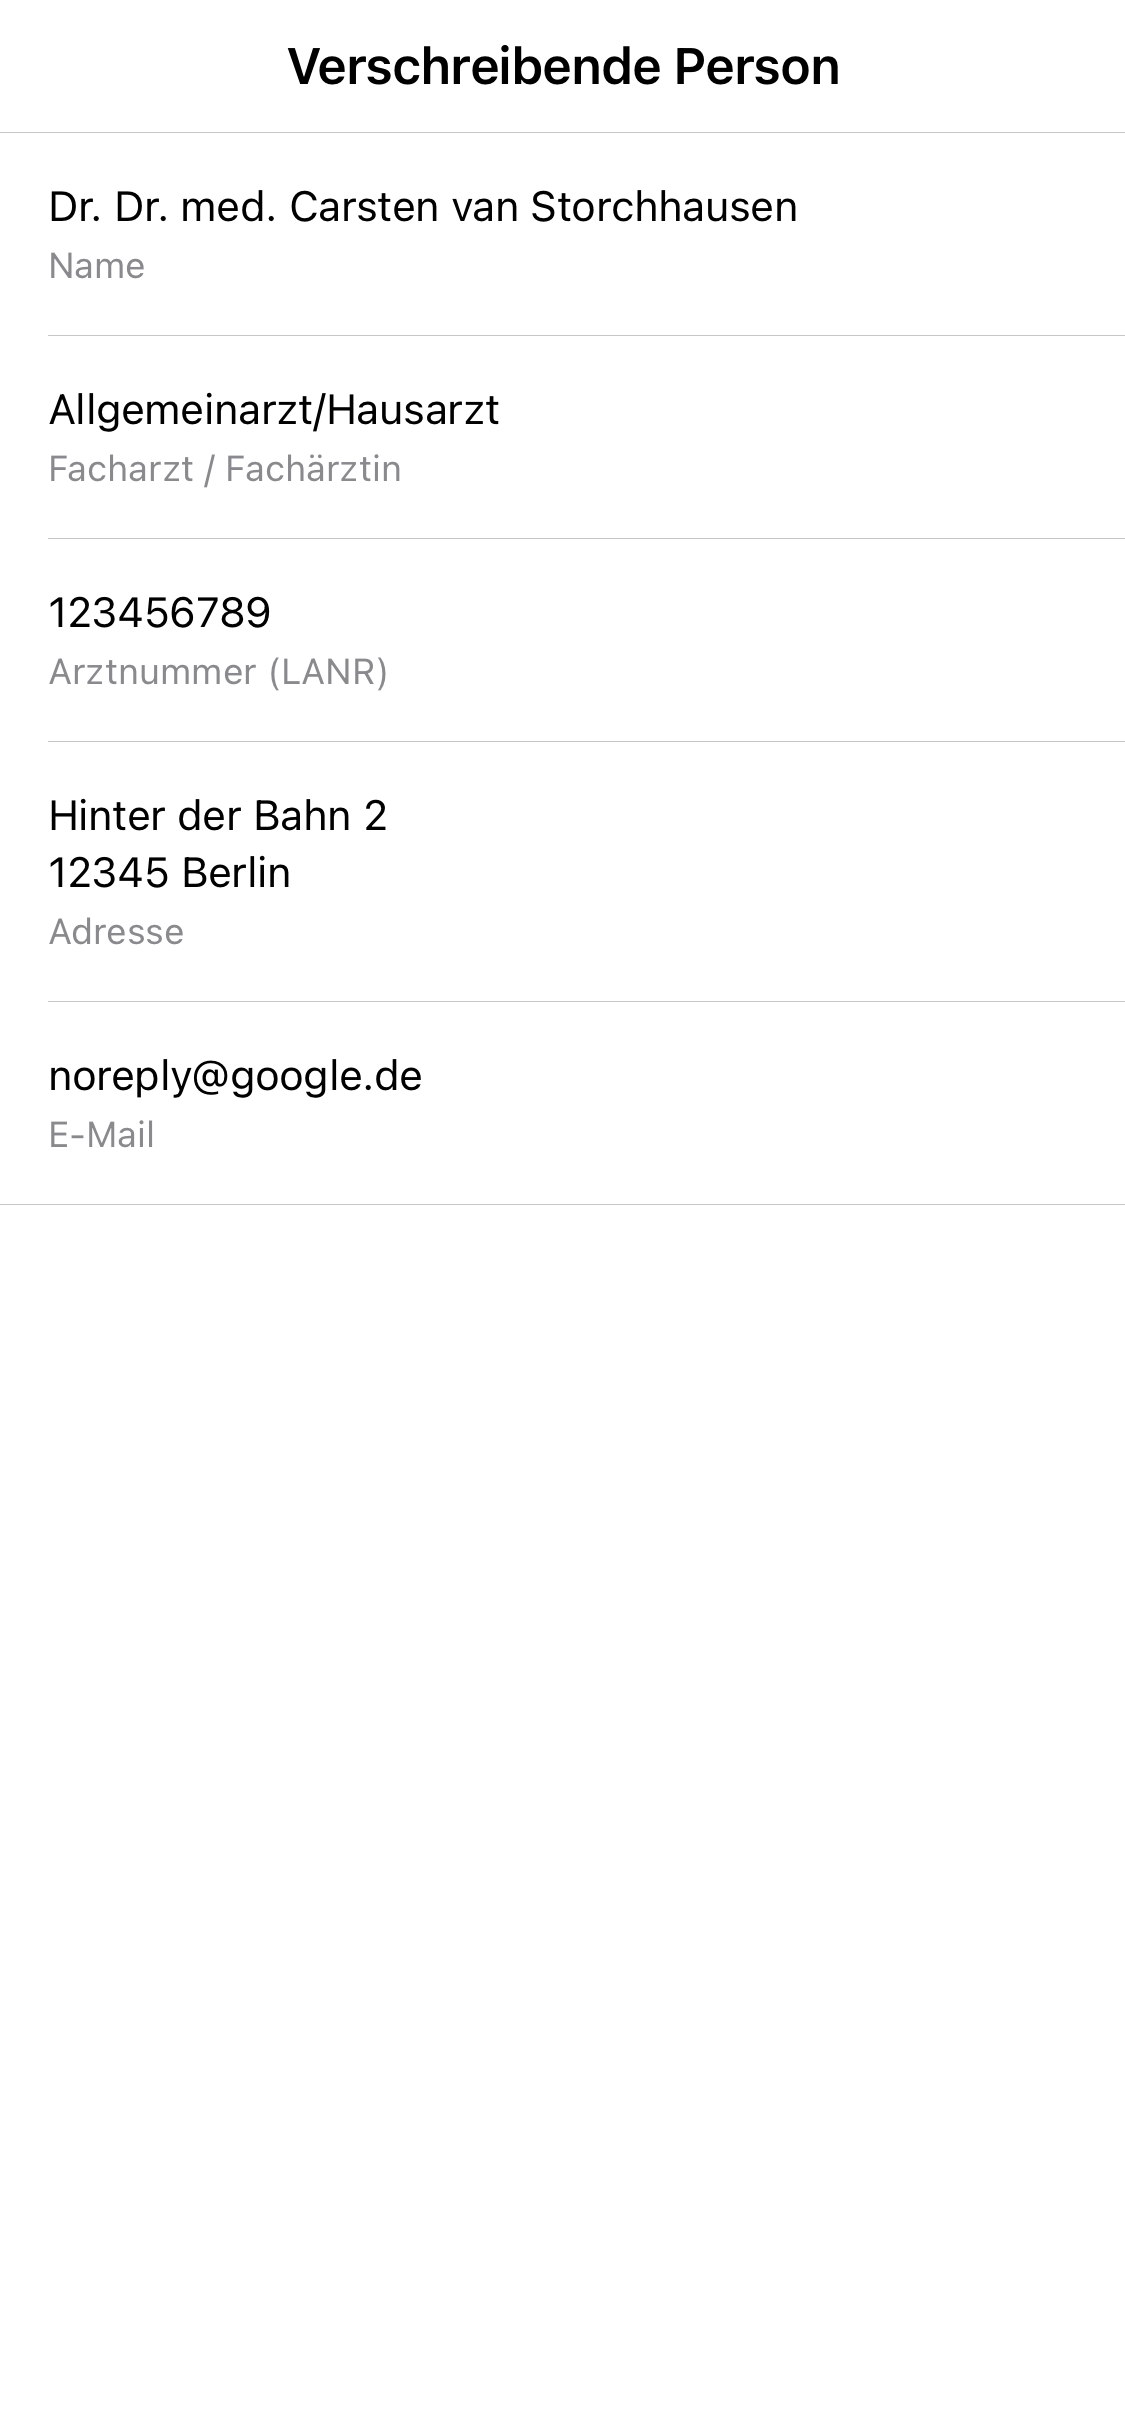 Verschreibende Person
Dr. Dr. med. Carsten van Storchhausen
Name
Allgemeinarzt/Hausarzt
Facharzt / Fachärztin
123456789
Arztnummer (LANR)
Hinter der Bahn 2
12345 Berlin
Adresse
noreply@google.de
E-Mail